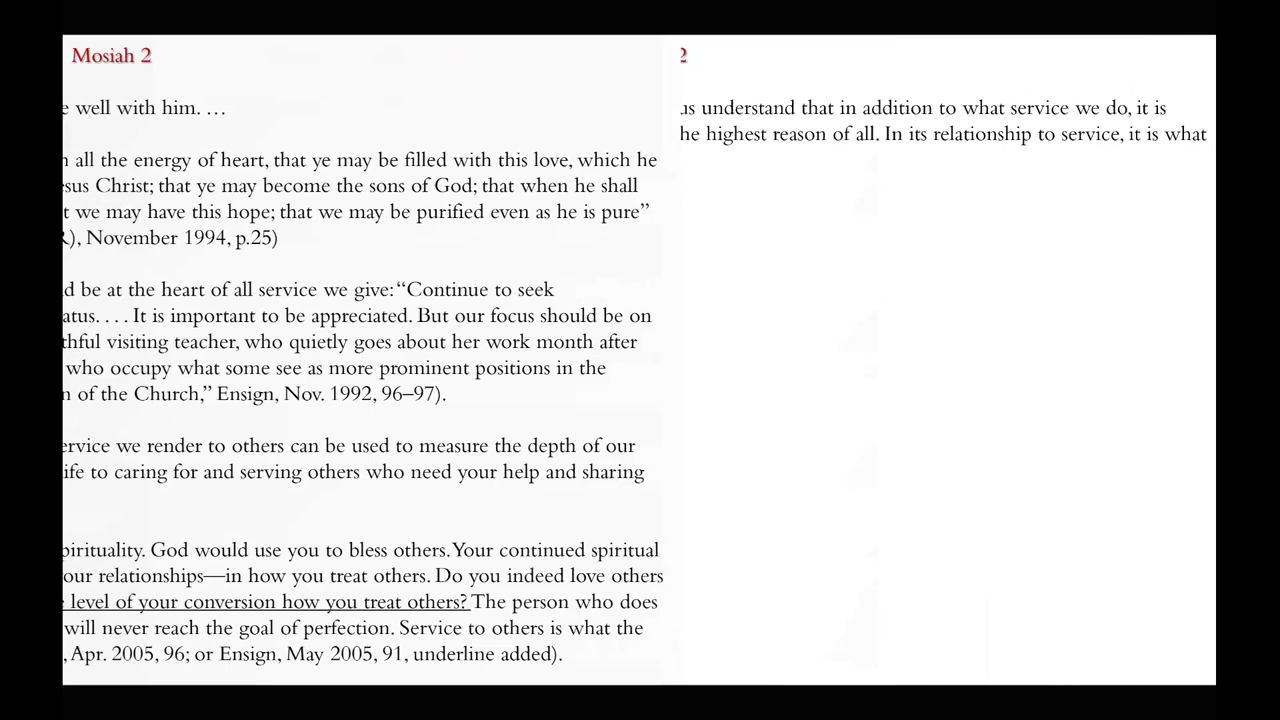 Mosiah 2
e well with him. …
all the energy of heart, that ye may be filled with this love, which he
esus Christ; that ye may become the sons of God; that when he shall
t we may have this hope; that we may be purified even as he is pure”
), November 1994, p.25)
d be at the heart of all service we give: “Continue to seek
atus. . . . It is important to be appreciated. But our focus should be on
thful visiting teacher, who quietly goes about her work month after
who occupy what some see as more prominent positions in the
n of the Church,” Ensign, Nov. 1992, 96–97).
ervice we render to others can be used to measure the depth of our
life to caring for and serving others who need your help and sharing
pirituality. God would use you to bless others. Your continued spiritual
our relationships—in how you treat others. Do you indeed love others
level of your conversion how you treat others? The person who does
will never reach the goal of perfection. Service to others is what the
, Apr. 2005, 96; or Ensign, May 2005, 91, underline added).
2
us understand that in addition to what service we do, it is
he highest reason of all. In its relationship to service, it is what